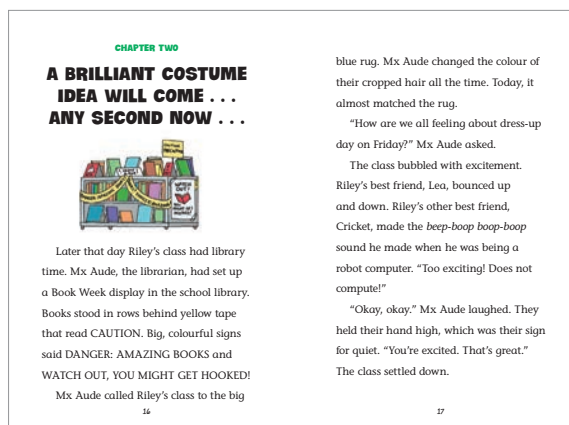 CHAPTER TWO
A BRILLIANT COSTUME
IDEA WILL COME . . .
ANY SECOND NOW . . .
Later that day Riley’s class had library
time. Mx Aude, the librarian, had set up
a Book Week display in the school library.
Books stood in rows behind yellow tape
that read CAUTION. Big, colourful signs
said DANGER: AMAZING BOOKS and
WATCH OUT, YOU MIGHT GET HOOKED!
Mx Aude called Riley’s class to the big
16
blue rug. Mx Aude changed the colour of
their cropped hair all the time. Today, it
almost matched the rug.
“How are we all feeling about dress-up
day on Friday?” Mx Aude asked.
The class bubbled with excitement.
Riley’s best friend, Lea, bounced up
and down. Riley’s other best friend,
Cricket, made the beep-boop boop-boop
sound he made when he was being a
robot computer. “Too exciting! Does not
compute!”
“Okay, okay.” Mx Aude laughed. They
held their hand high, which was their sign
for quiet. “You’re excited. That’s great.”
The class settled down.
17